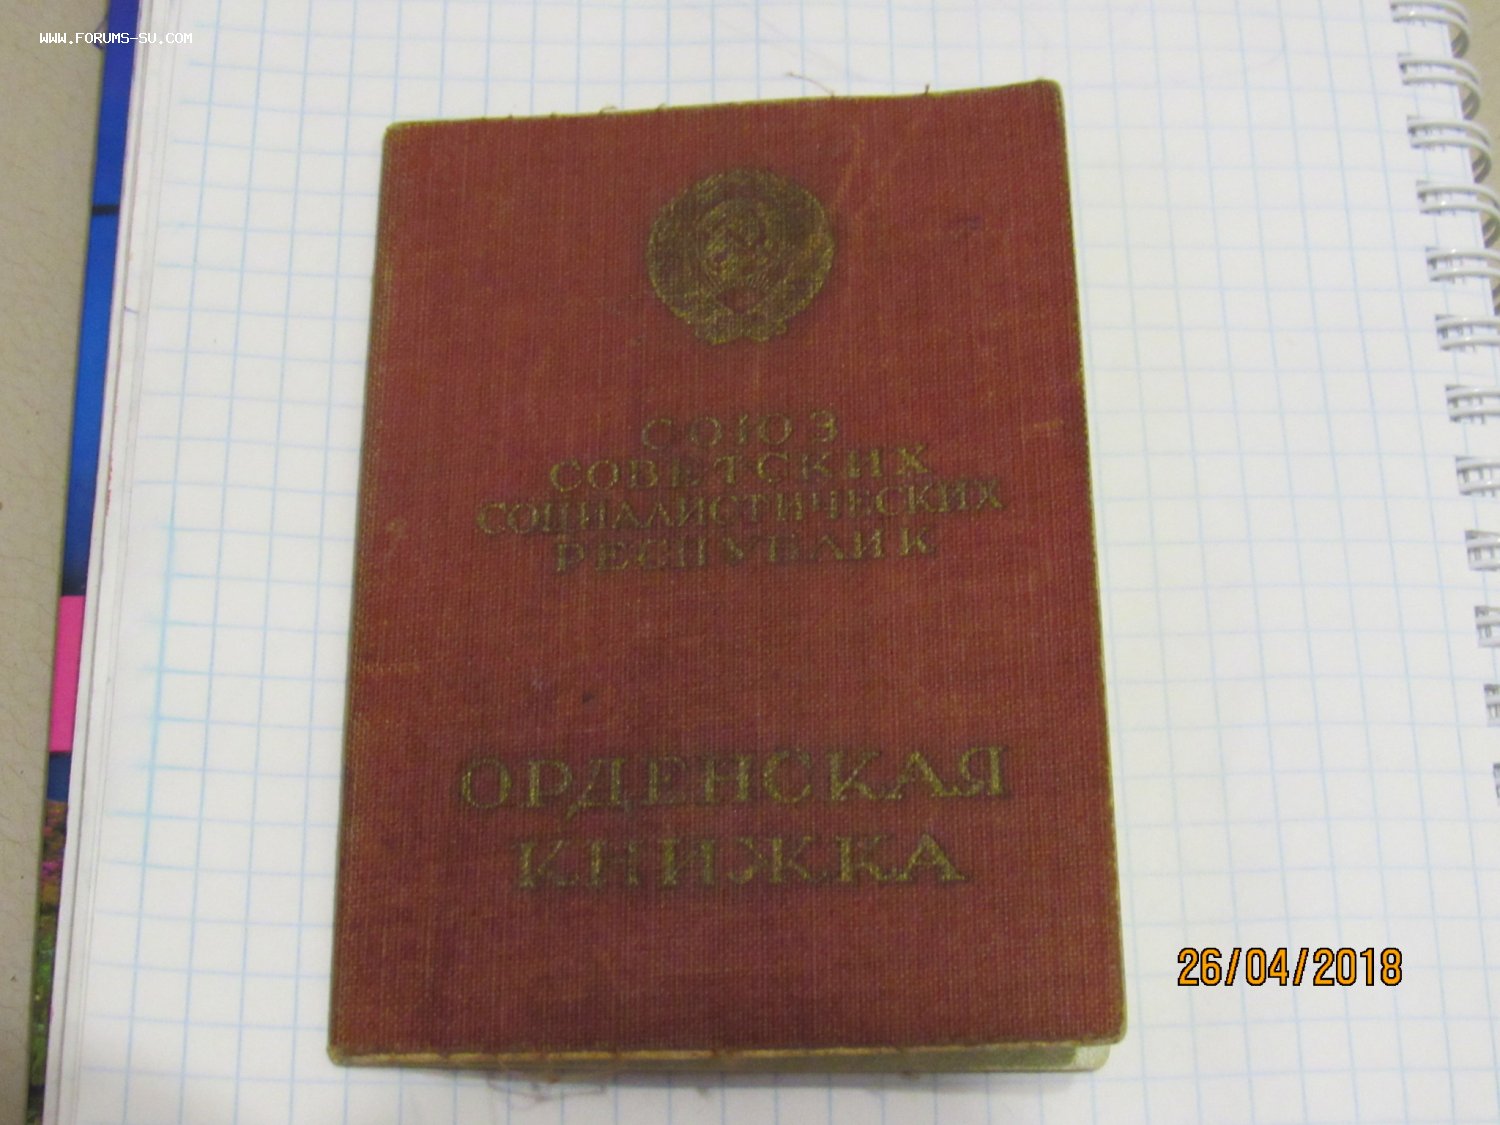 WWW.FORUMS-SU.COM
СОЮЗ
СОВЕТСКИХ
СОЦИАЛИСТИЧЕСКИХ
РЕСПУБЛИК
ОРДЕНСКАЯ
КНИЖКА
26/04/2018